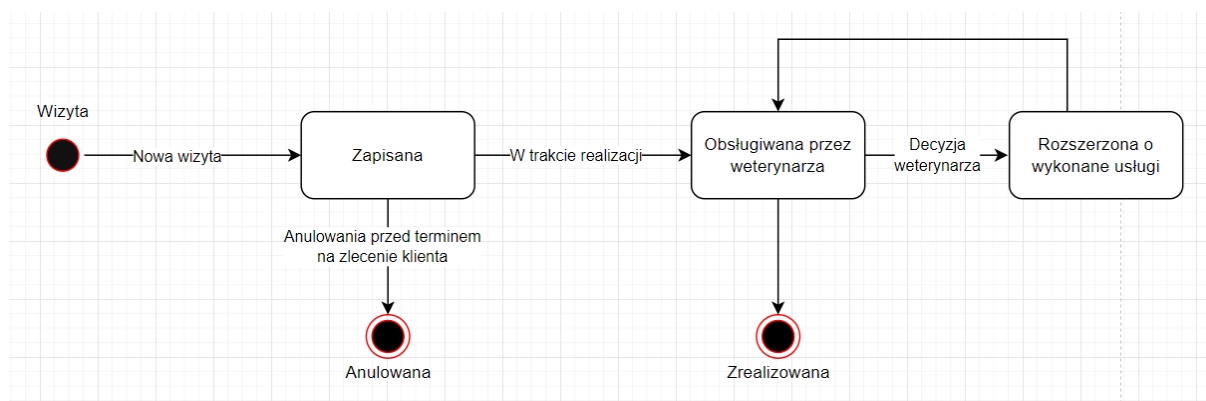 Wizyta
Nowa wizyta
Zapisana
W trakcie realizacji
Obsługiwana przez
weterynarza
Decyzja
weterynarza
Rozszerzona o
wykonane usługi
Anulowania przed terminem
na zlecenie klienta
Anulowana
Zrealizowana